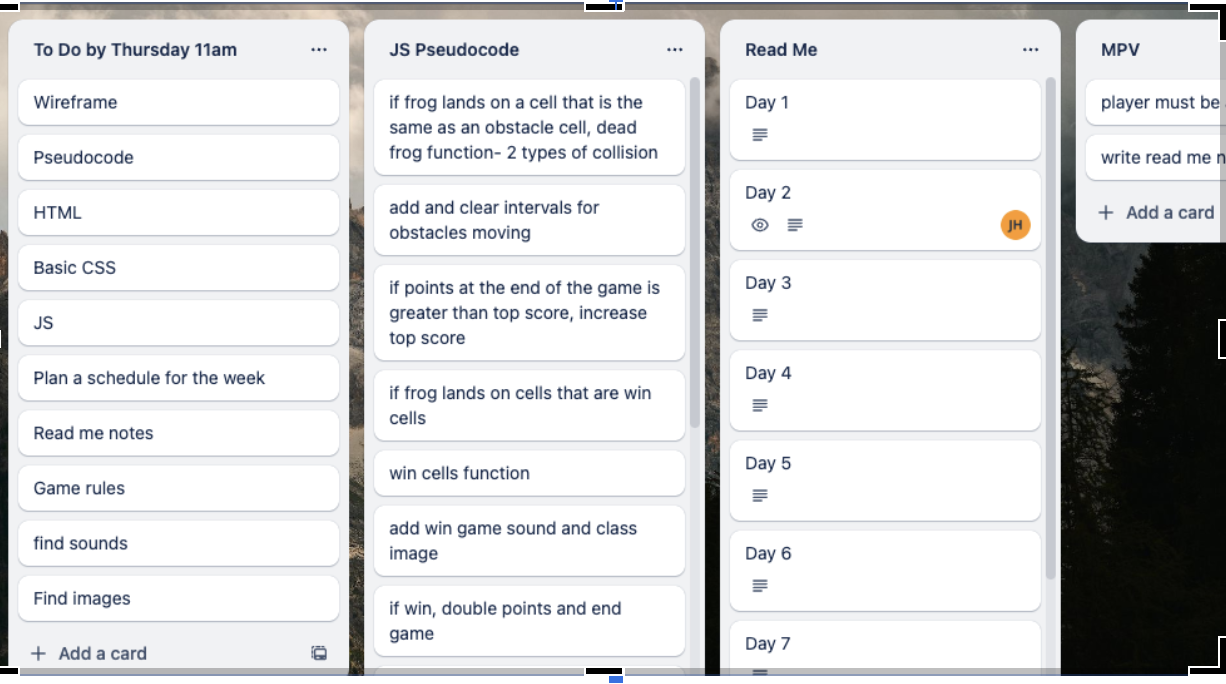 To Do by Thursday 11am
Wireframe
Pseudocode
HTML
Basic CSS
JS
Plan a schedule for the week
Read me notes
Game rules
find sounds
Find images
+ Add a card
JS Pseudocode
if frog lands on a cell that is the
same as an obstacle cell, dead
frog function- 2 types of collision
add and clear intervals for
obstacles moving
if points at the end of the game is
greater than top score, increase
top score
if frog lands on cells that are win
cells
win cells function
add win game sound and class
image
if win, double points and end
game
Read Me
Day 1
Day 2
JH
Day 3
Day 4
Day 5
Day 6
Day 7
MPV
player must be
write read me
+ Add a card